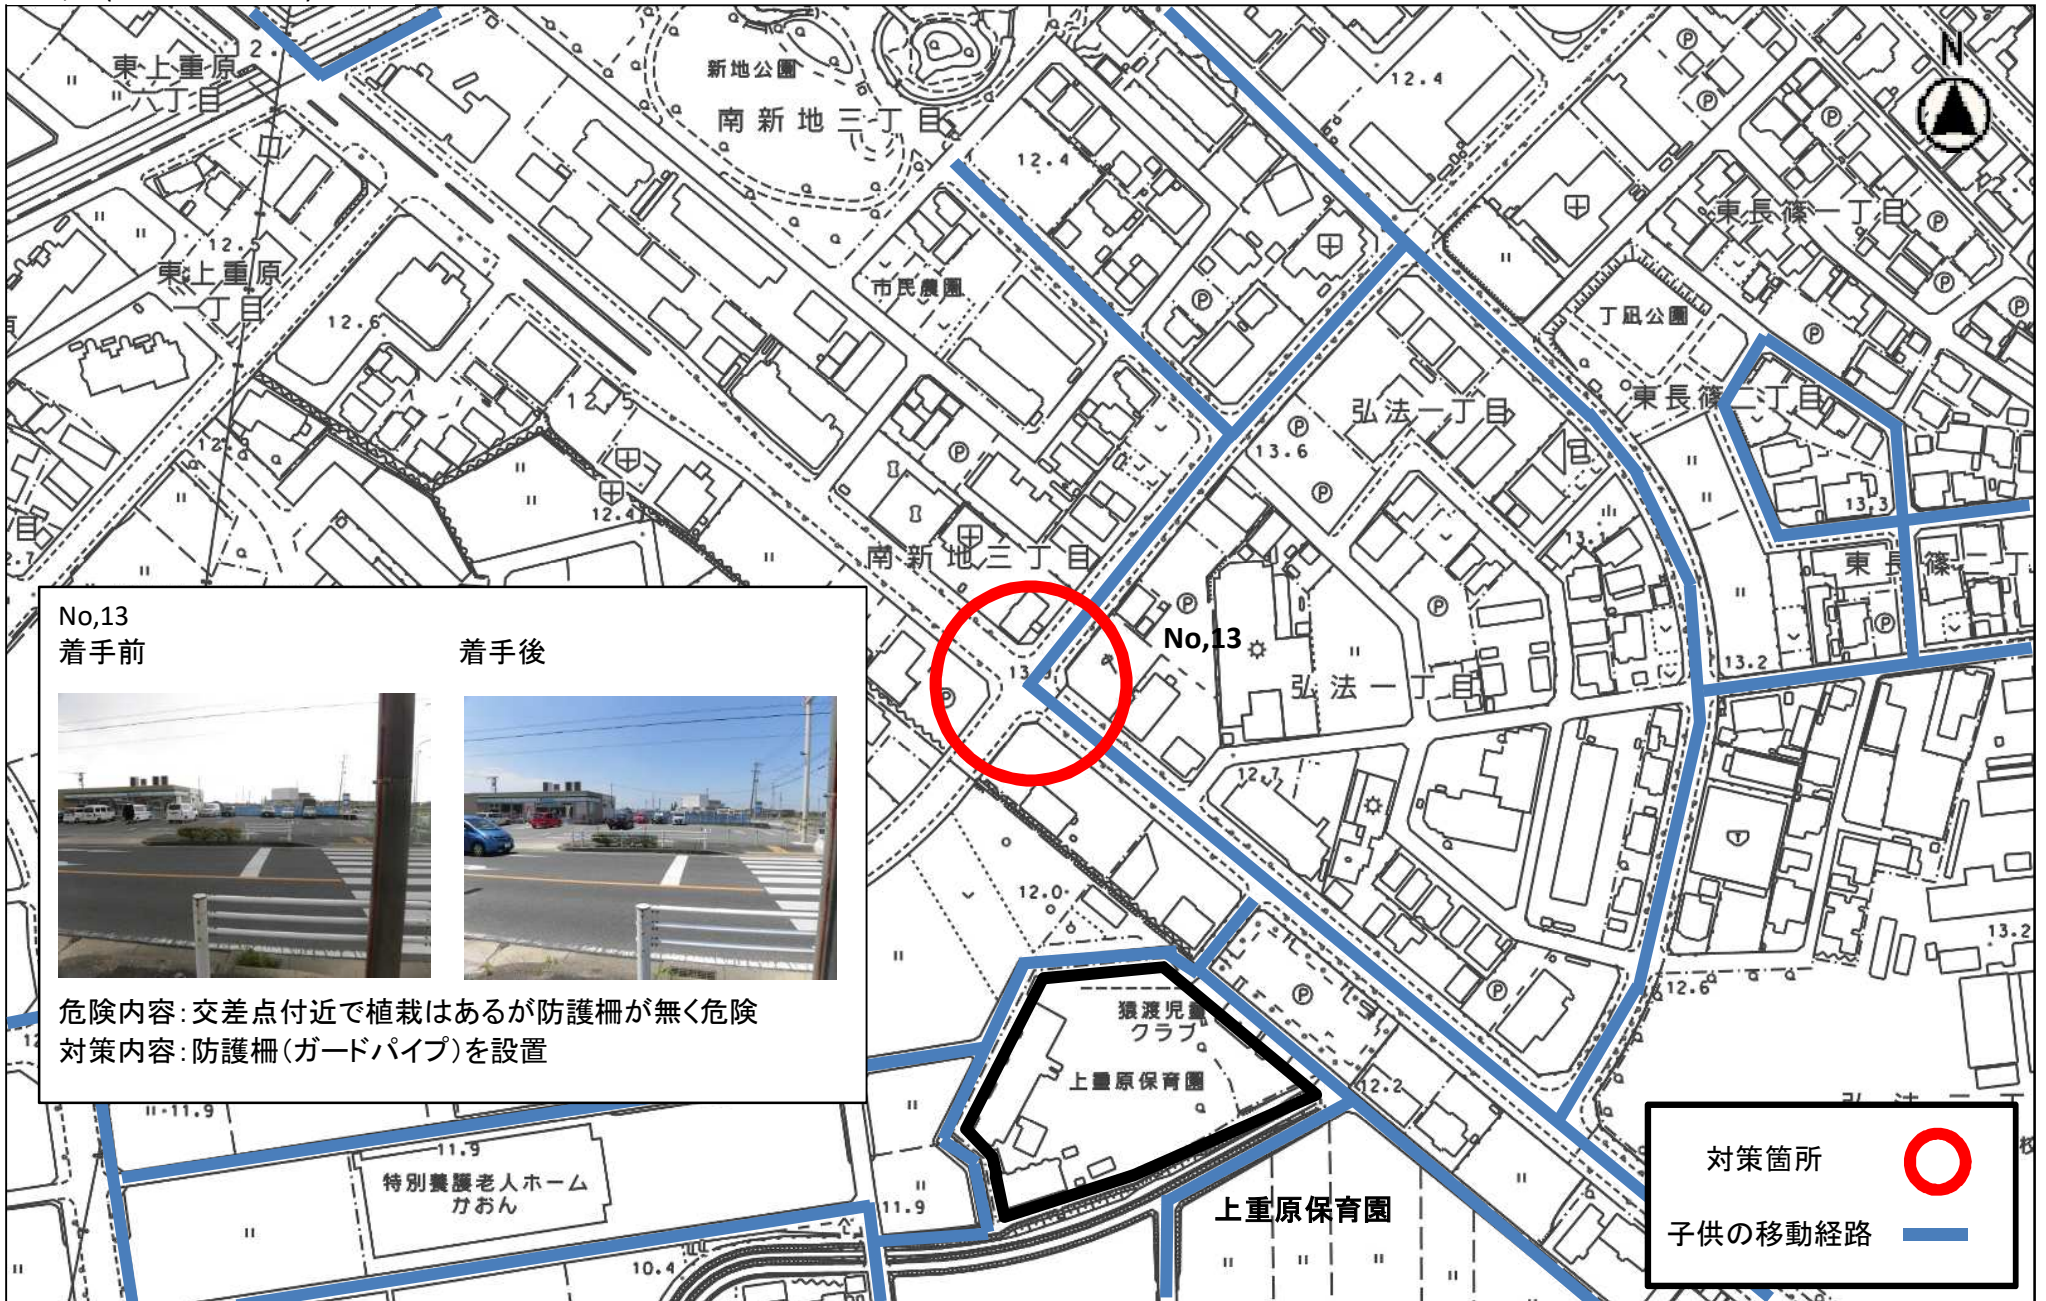 東上重原
六丁目
12.
新地公園
南新地三丁目
12.4
12.4
N
東長篠一丁目
12.5
東上重原
一丁目
12.6
市民農園
丁凪公園
12.5
弘法一丁目
東長篠二丁目
13.6
13.3
12.4
13.1
南新地三丁目
東長篠二丁
No,13
弘法一丁目
13.2
12.7
No,13
着手前
着手後
危険内容：交差点付近で植栽はあるが防護柵が無く危険
対策内容：防護柵（ガードパイプ）を設置
12.0
13.2
12.6
猿渡児童
クラブ
上重原保育園
12.2
11.9
11.9
特別養護老人ホーム
かおん
11.9
上重原保育園
10.4
対策箇所
子供の移動経路